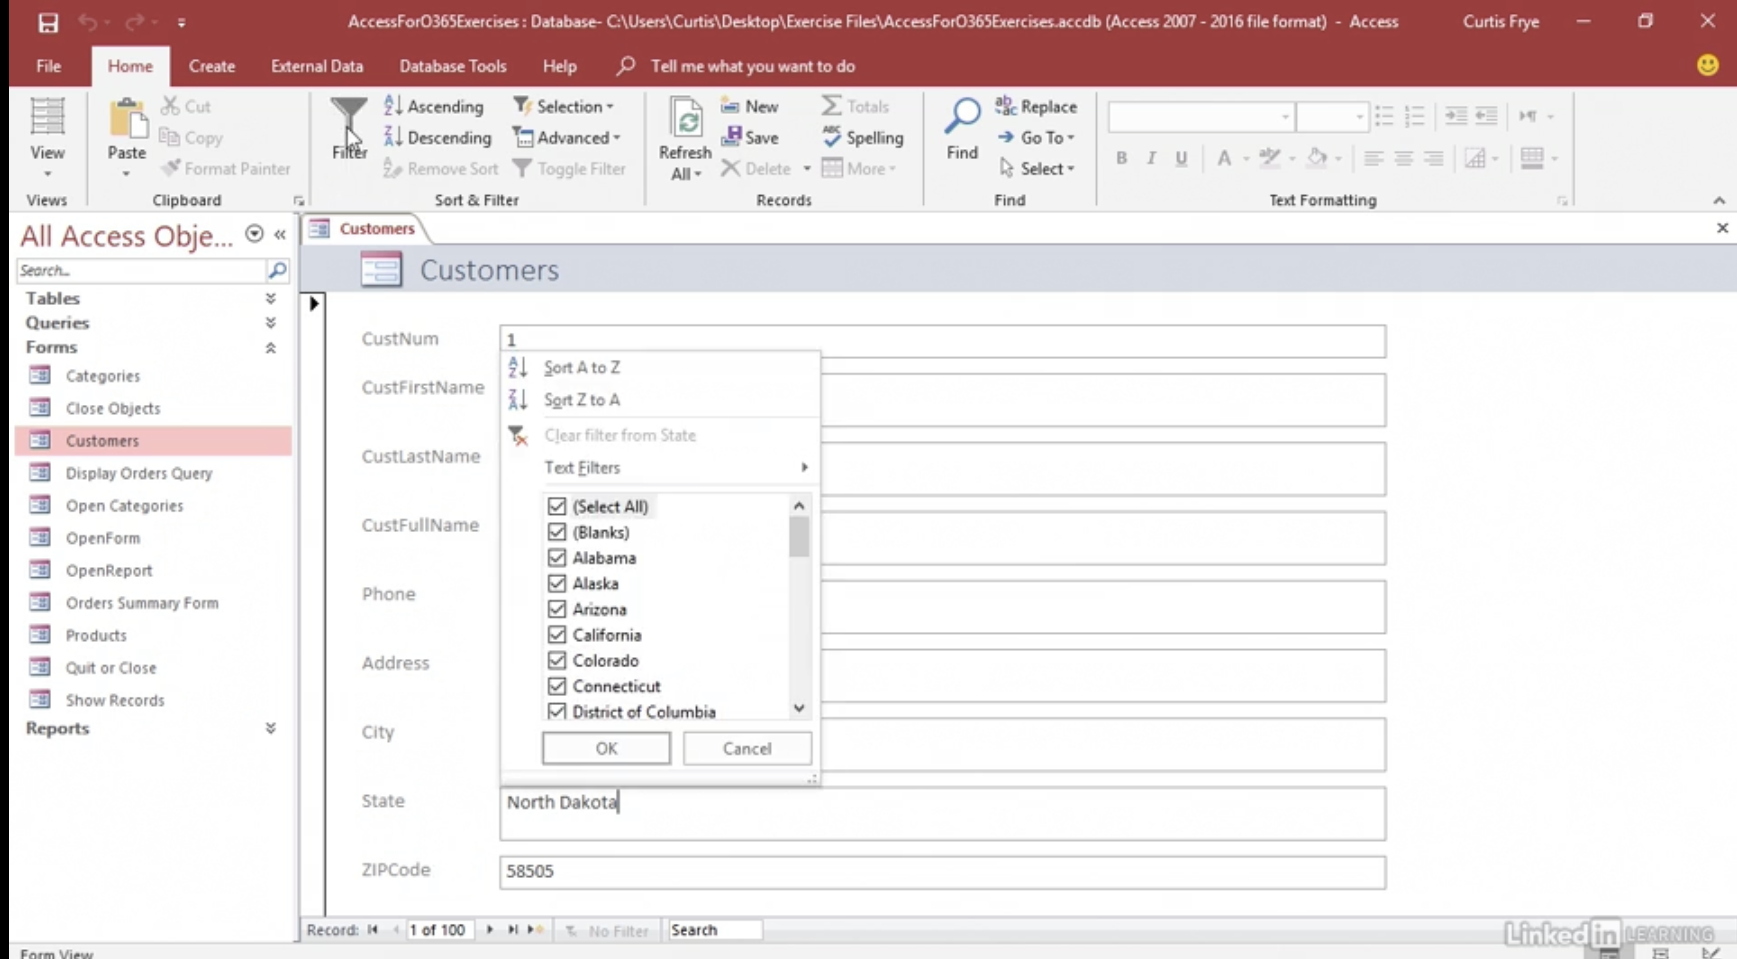 AccessForO365Exercises : Database- C:\Users\Curtis\Desktop\Exercise Files\AccessForO365Exercises.accdb (Access 2007 - 2016 file format) - Access
Curtis Frye
File
Home
Create
External Data
Database Tools
Help
Tell me what you want to do
View
Views
Paste
Cut
Copy
Format Painter
Clipboard
Filter
Ascending
Descending
Remove Sort
Selection
Advanced
Toggle Filter
Sort & Filter
Refresh
All
New
Save
Delete
Totals
Spelling
More
Records
Find
Replace
Go To
Select
Find
B I U A
Text Formatting
All Access Obje...
Search...
Tables
Queries
Forms
Categories
Close Objects
Customers
Display Orders Query
Open Categories
OpenForm
OpenReport
Orders Summary Form
Products
Quit or Close
Show Records
Reports
Customers
Customers
CustNum
1
CustFirstName
CustLastName
CustFullName
Phone
Address
City
State
North Dakota
ZIPCode
58505
Sort A to Z
Sort Z to A
Clear filter from State
Text Filters
(Select All)
(Blanks)
Alabama
Alaska
Arizona
California
Colorado
Connecticut
District of Columbia
OK
Cancel
Record:
1 of 100
No Filter
Search
Form View
Linked in LEARNING